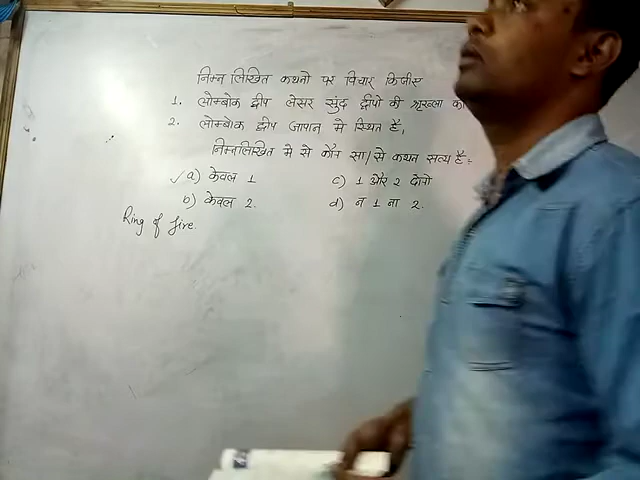 निम्न लिखित कथनो पर विचार किजीए
1. लोम्बोक द्वीप लेसर सुंद द्वीपो की श्रृंखला का
2. लोम्बोक द्वीप जापान मे स्थित है,
निम्नलिखित मे से कौन सा/से कथन सत्य है:
✓a) केवल 1 c) 1 और 2 दोनो
b) केवल 2. d) न 1 ना 2.
Ring of fire.